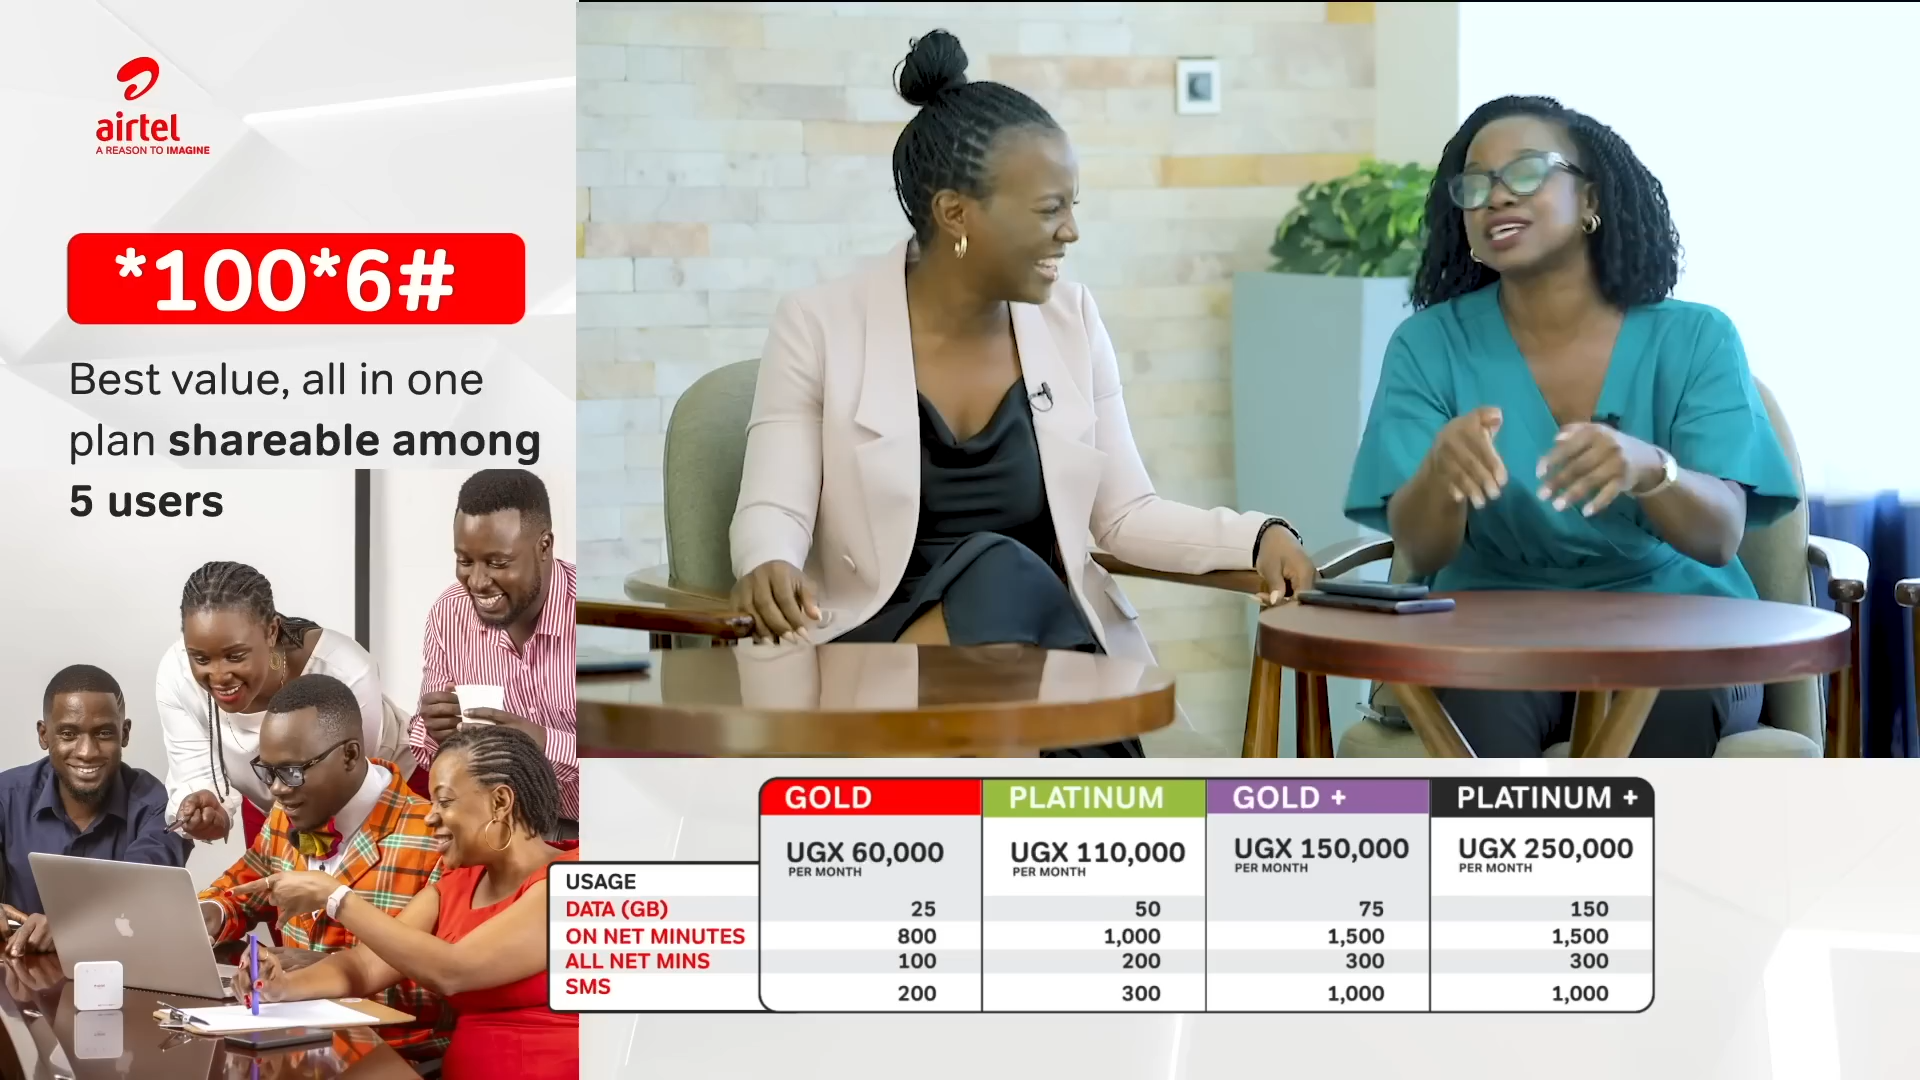 airtel
A REASON TO IMAGINE
*100*6#
Best value, all in one
plan shareable among
5 users
GOLD PLATINUM GOLD + PLATINUM +
UGX 60,000 UGX 110,000 UGX 150,000 UGX 250,000
PER MONTH PER MONTH PER MONTH PER MONTH
USAGE
DATA (GB) 25 50 75 150
ON NET MINUTES 800 1,000 1,500 1,500
ALL NET MINS 100 200 300 300
SMS 200 300 1,000 1,000